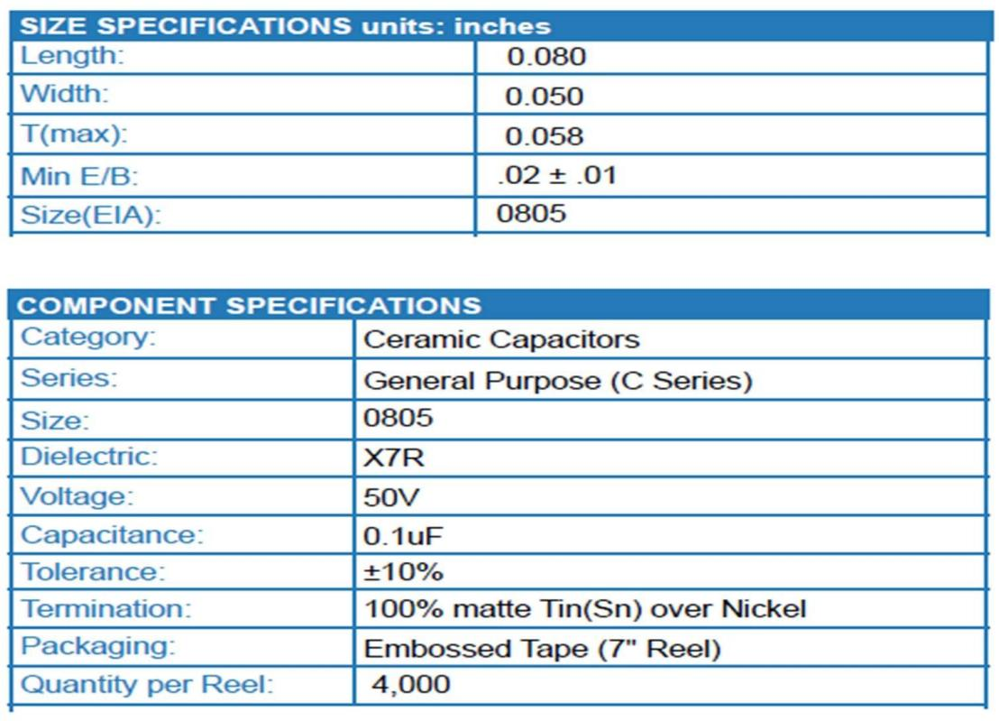 SIZE SPECIFICATIONS units: inches
Length: 0.080
Width: 0.050
T(max): 0.058
Min E/B: .02 ± .01
Size(EIA): 0805
COMPONENT SPECIFICATIONS
Category: Ceramic Capacitors
Series: General Purpose (C Series)
Size: 0805
Dielectric: X7R
Voltage: 50V
Capacitance: 0.1uF
Tolerance: ±10%
Termination: 100% matte Tin(Sn) over Nickel
Packaging: Embossed Tape (7" Reel)
Quantity per Reel: 4,000